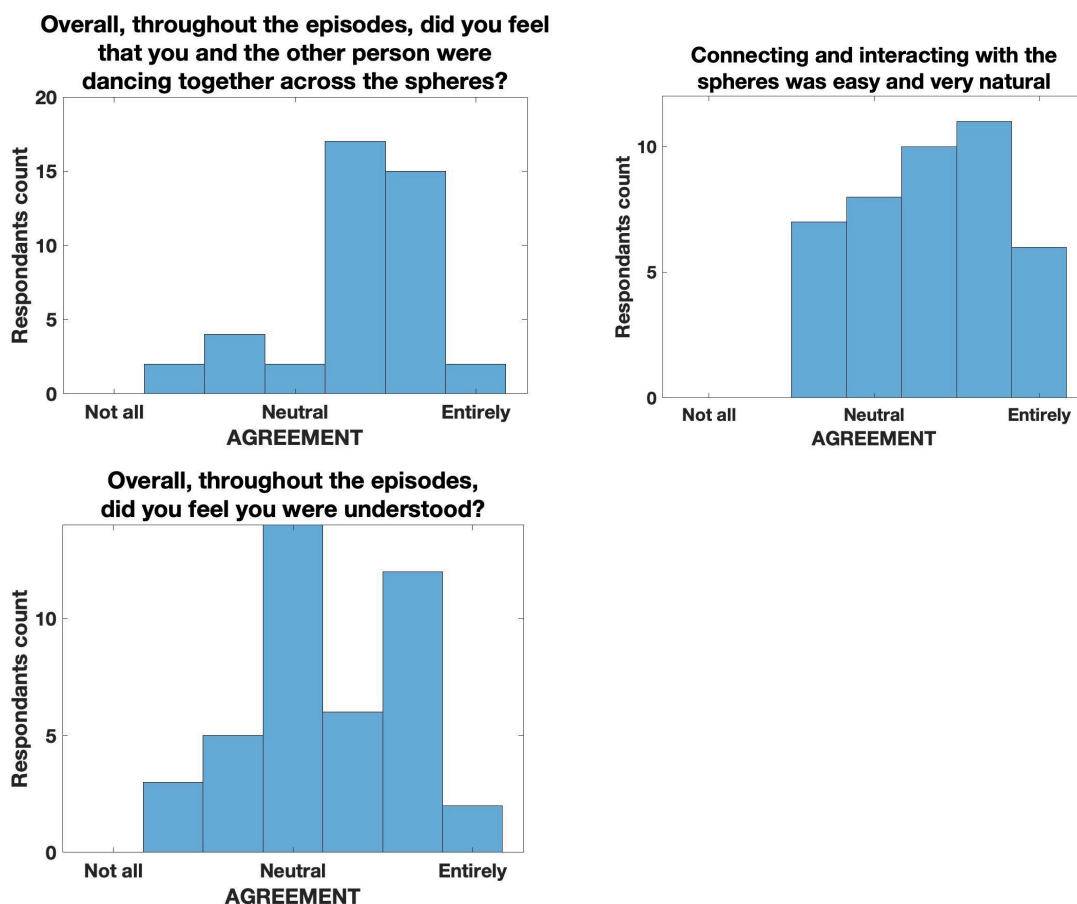 Overall, throughout the episodes, did you feel
that you and the other person were
dancing together across the spheres?
20
15
10
5
0
Respondants count
Not all
Neutral
Entirely
AGREEMENT
Connecting and interacting with the
spheres was easy and very natural
10
5
0
Respondants count
Not all
Neutral
Entirely
AGREEMENT
Overall, throughout the episodes,
did you feel you were understood?
10
5
0
Respondants count
Not all
Neutral
Entirely
AGREEMENT